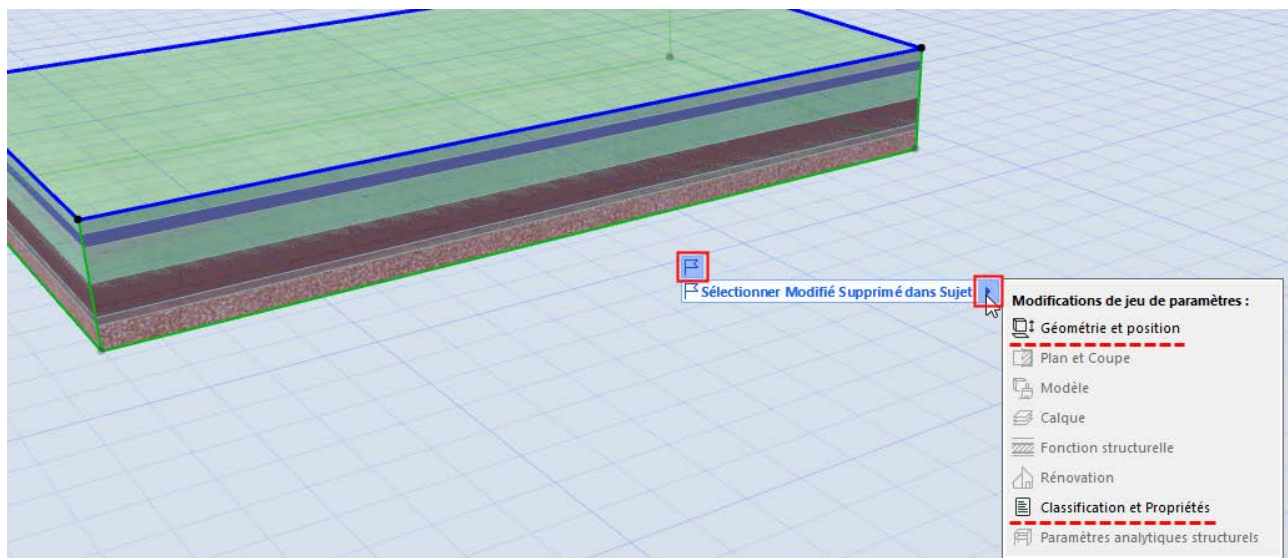 Sélectionner Modifié Supprimé dans Sujet
Modifications de jeu de paramètres :
Géométrie et position
Plan et Coupe
Modèle
Calque
Fonction structurelle
Rénovation
Classification et Propriétés
Paramètres analytiques structurels